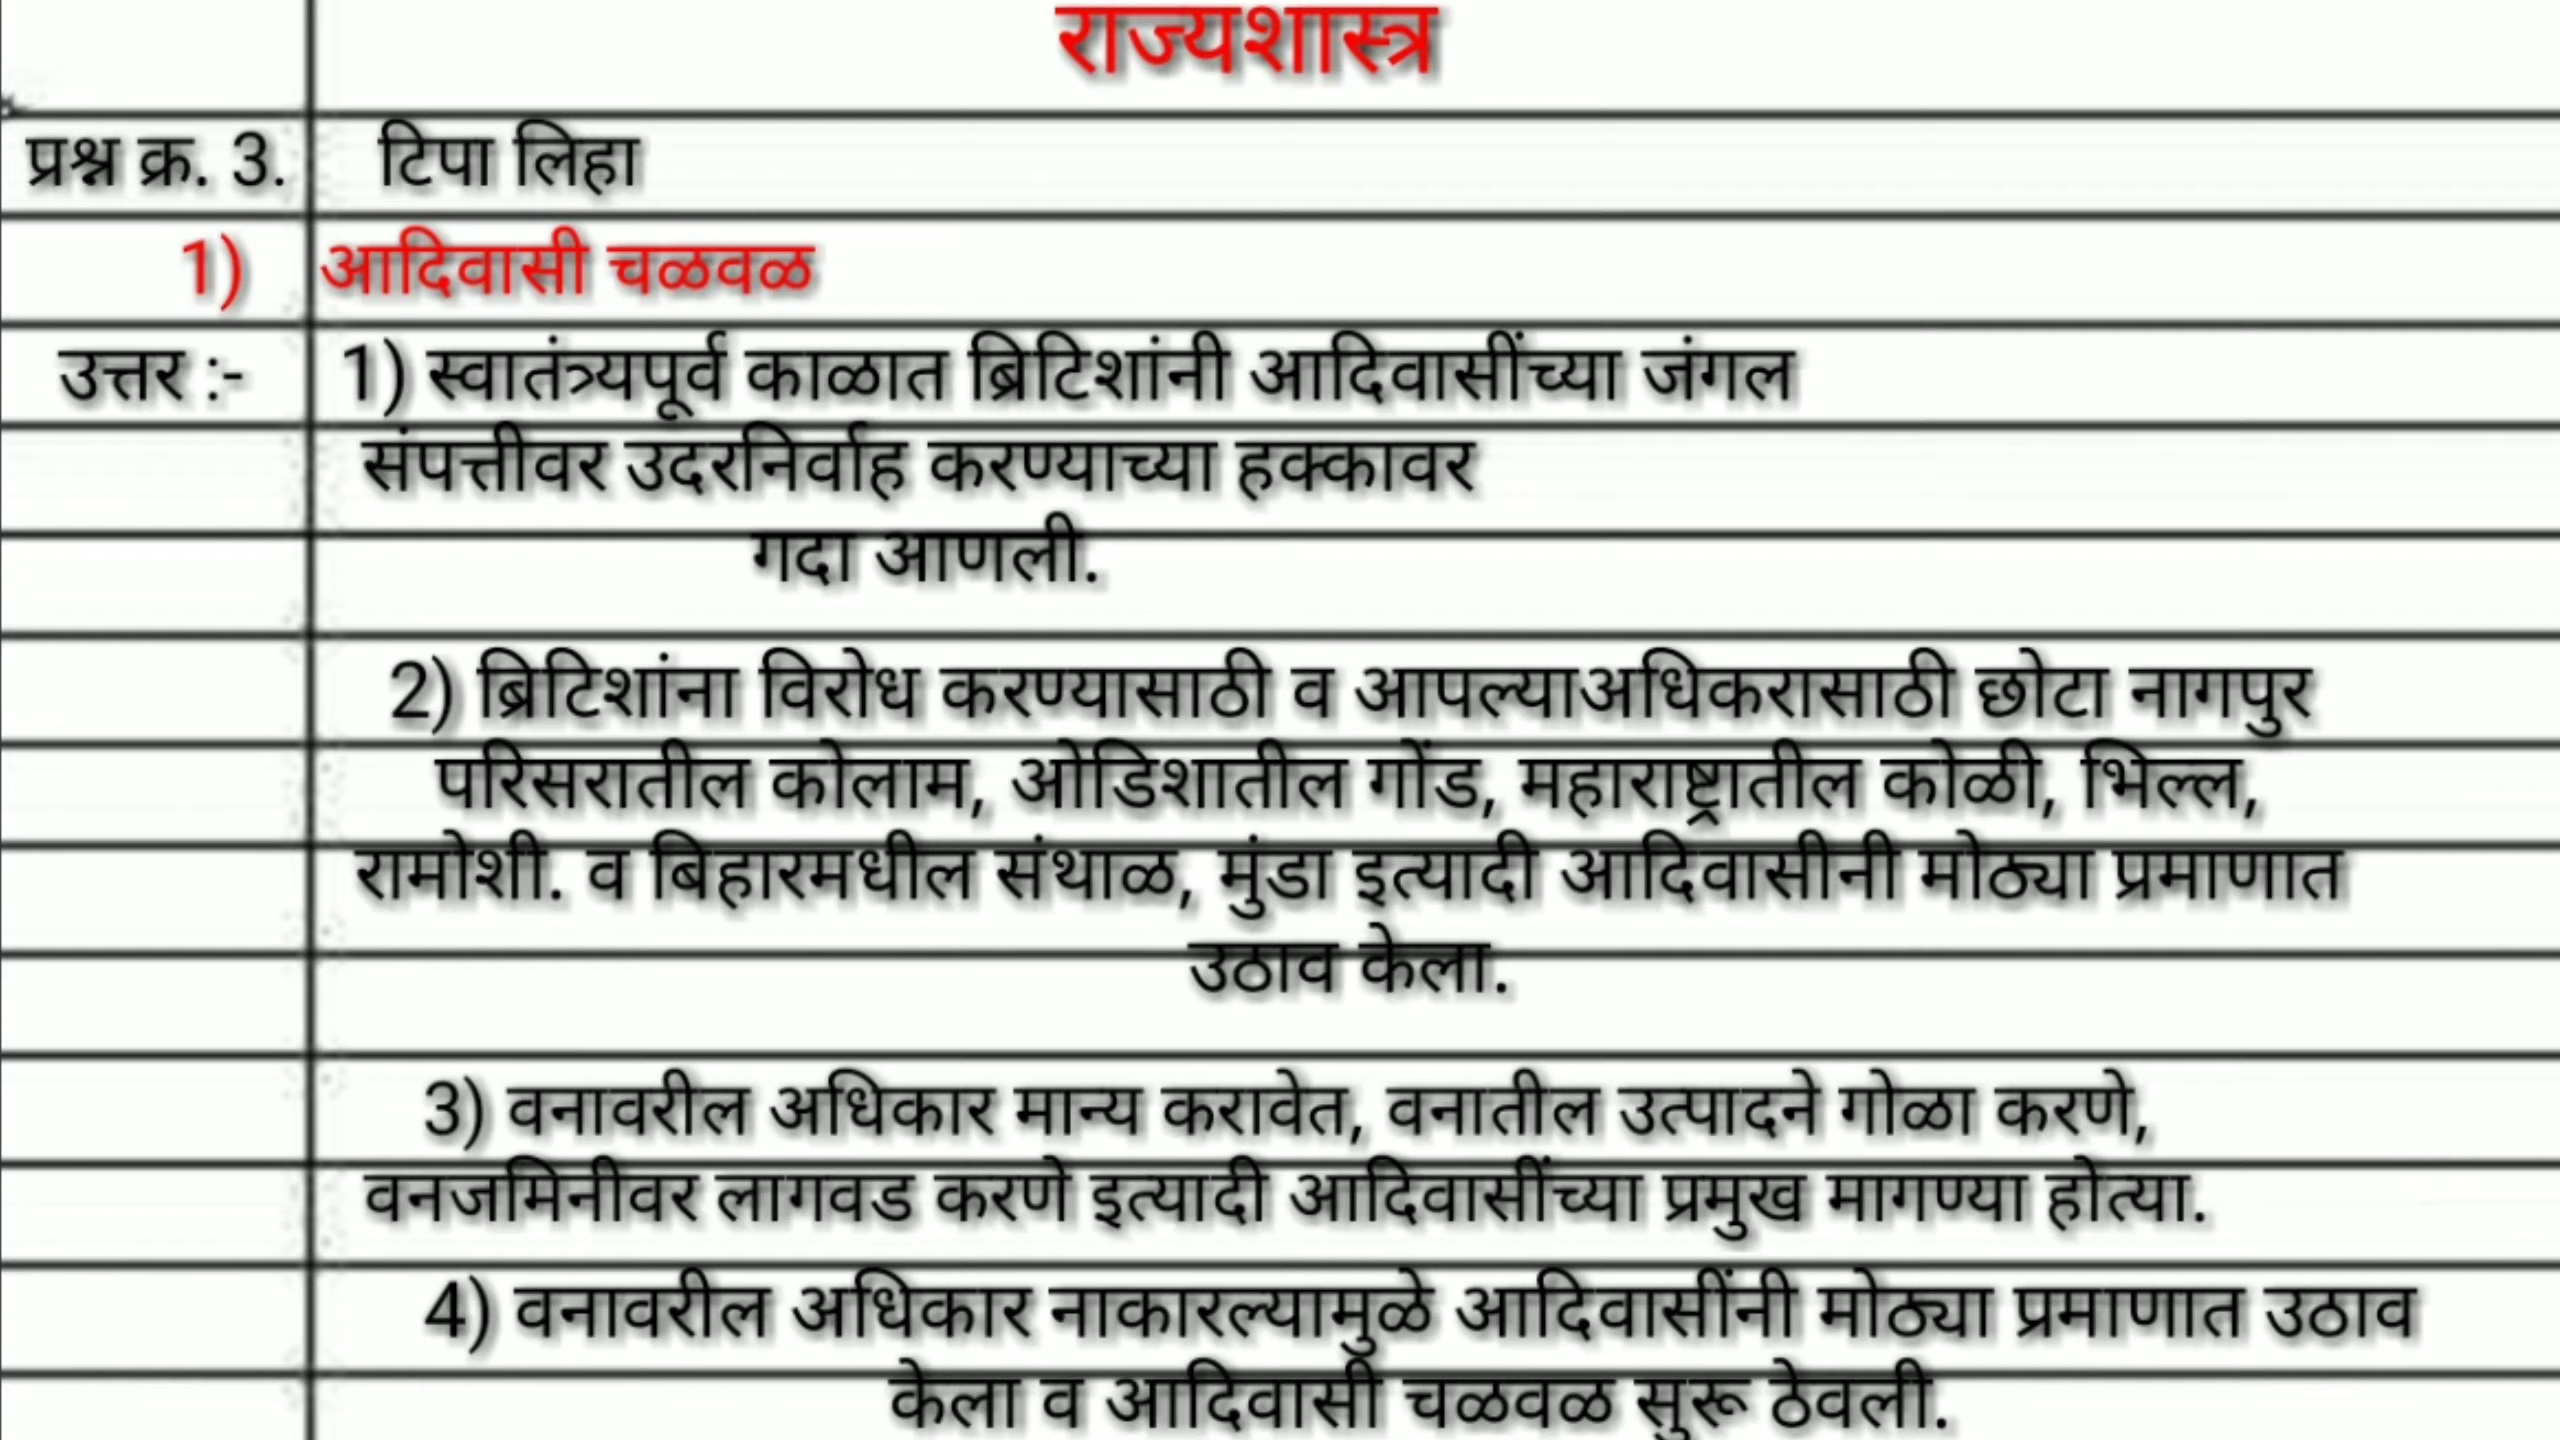 राज्यशास्त्र
प्रश्न क्र. 3. टिपा लिहा
1) आदिवासी चळवळ
उत्तर :- 1) स्वातंत्र्यपूर्व काळात ब्रिटिशांनी आदिवासींच्या जंगल
संपत्तीवर उदरनिर्वाह करण्याच्या हक्कावर
गदा आणली.
2) ब्रिटिशांना विरोध करण्यासाठी व आपल्याअधिकरासाठी छोटा नागपुर
परिसरातील कोलाम, ओडिशातील गोंड, महाराष्ट्रातील कोळी, भिल्ल,
रामोशी. व बिहारमधील संथाळ, मुंडा इत्यादी आदिवासीनी मोठ्या प्रमाणात
उठाव केला.
3) वनावरील अधिकार मान्य करावेत, वनातील उत्पादने गोळा करणे,
वनजमिनीवर लागवड करणे इत्यादी आदिवासींच्या प्रमुख मागण्या होत्या.
4) वनावरील अधिकार नाकारल्यामुळे आदिवासींनी मोठ्या प्रमाणात उठाव
केला व आदिवासी चळवळ सुरू ठेवली.